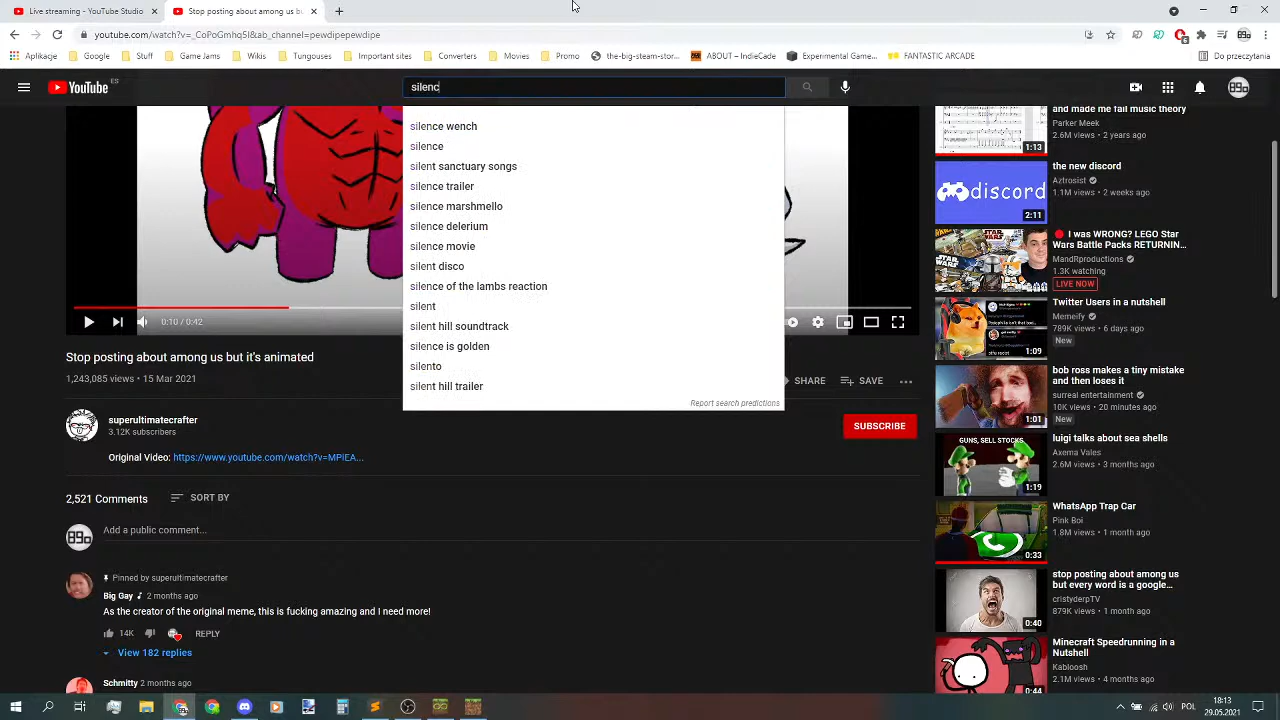 Live streaming - YouTube Studio
Stop posting about among us bu
youtube.com/watch?v=_CoPoGmhq5I&ab_channel=pewdipepewdipe
Aplikacje
Google
Stuff
Games
Wikis
Tungouses
Important sites
Converters
Movies
Promo
the-big-steam-stor...
ABOUT – IndieCade
Experimental Game...
FANTASTIC ARCADE
Do przeczytania
YouTube ES
silenc
silence wench
silence
silent sanctuary songs
silence trailer
silence marshmello
silence delerium
silence movie
silent disco
silence of the lambs reaction
silent
silent hill soundtrack
silence is golden
silento
silent hill trailer
Report search predictions
0:10 / 0:42
Stop posting about among us but it's animated
1,243,085 views • 15 Mar 2021
SHARE
SAVE
superultimatecrafter
3.12K subscribers
SUBSCRIBE
Original Video: https://www.youtube.com/watch?v=MPiEA...
2,521 Comments
SORT BY
Add a public comment...
Pinned by superultimatecrafter
Big Gay 2 months ago
As the creator of the original meme, this is fucking amazing and I need more!
14K
REPLY
View 182 replies
Schmitty 2 months ago
and made me fail music theory
Parker Meek
2.6M views • 2 years ago
1:13
the new discord
Aztrosist
1.1M views • 2 weeks ago
discord
2:11
I was WRONG? LEGO Star
Wars Battle Packs RETURNIN...
MandRproductions
1.3K watching
LIVE NOW
Twitter Users in a nutshell
Memeify
789K views • 6 days ago
New
1:09
bob ross makes a tiny mistake
and then loses it
surreal entertainment
10K views • 20 minutes ago
New
1:01
luigi talks about sea shells
Axema Vales
2.6M views • 3 months ago
GUNS, SELL STOCKS.
1:19
WhatsApp Trap Car
Pink Boi
1.8M views • 1 month ago
0:33
stop posting about among us
but every word is a google...
cristyderpTV
879K views • 1 month ago
0:40
Minecraft Speedrunning in a
Nutshell
Kabloosh
2.1M views • 4 months ago
0:44
18:13
29.05.2021